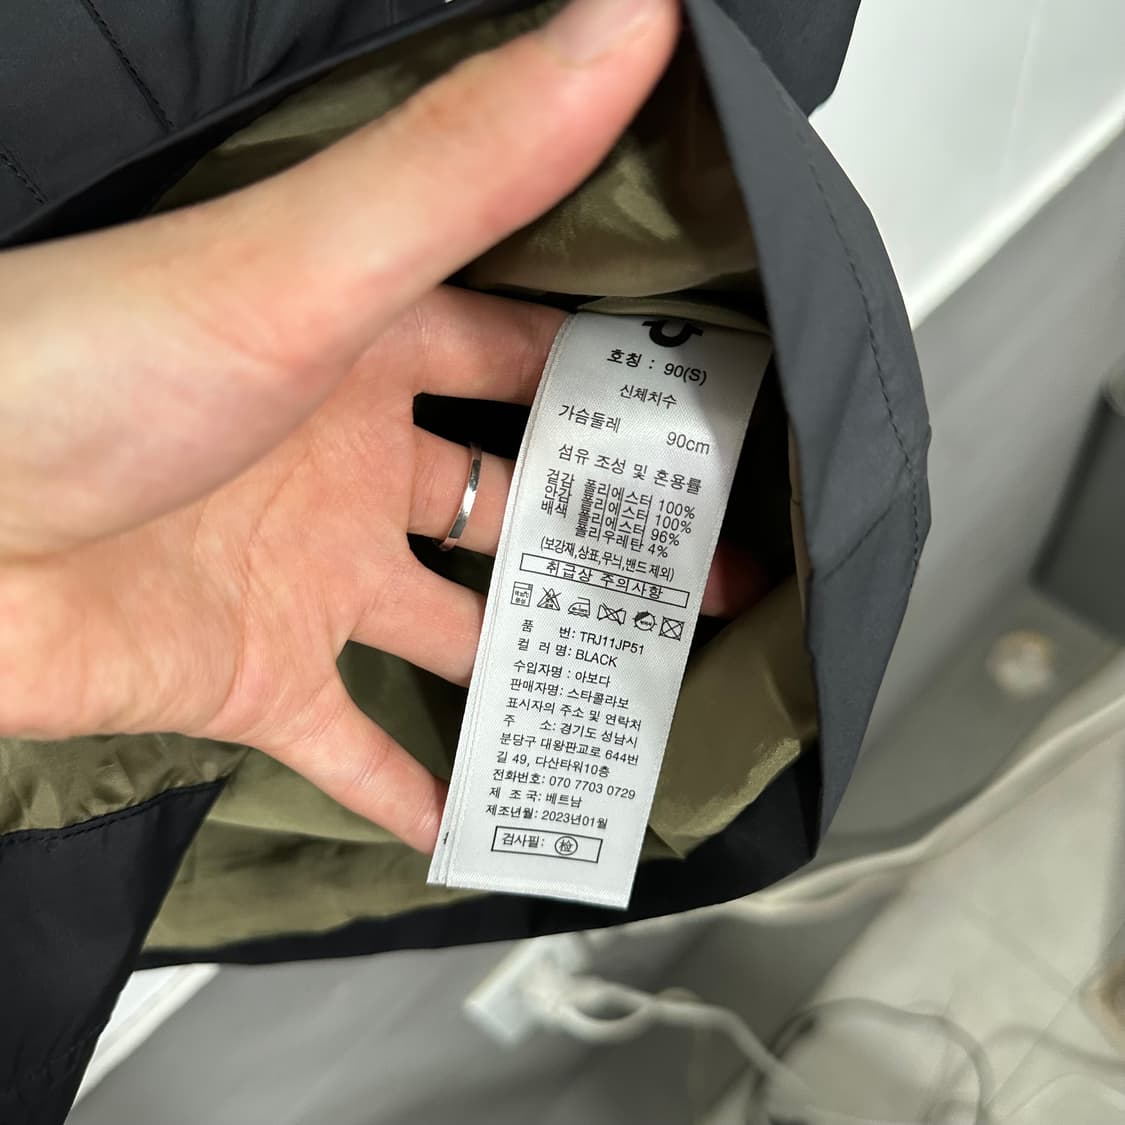 호칭 : 90(S)
신체치수
가슴둘레 90cm
섬유 조성 및 혼용률
겉감 폴리에스터 100%
안감 폴리에스터 100%
배색 폴리에스터 96%
폴리우레탄 4%
(보강재,상표,무늬,밴드 제외)
취급상 주의사항
품 번: TRJ11JP51
컬 러 명: BLACK
수입자명 : 아보다
판매자명: 스타콜라보
표시자의 주소 및 연락처
주 소: 경기도 성남시
분당구 대왕판교로 644번
길 49, 다산타워10층
전화번호: 070 7703 0729
제 조 국: 베트남
제조년월: 2023년01월
검사필: 検